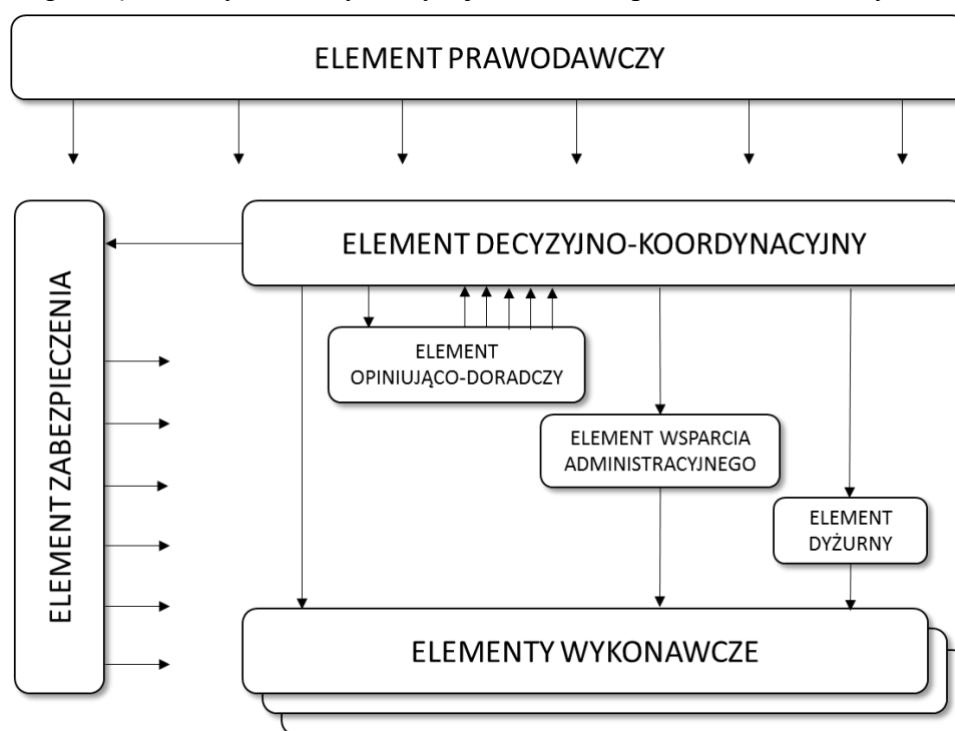 ELEMENT PRAWODAWCZY
ELEMENT DECYZYJNO-KOORDYNACYJNY
ELEMENT ZABEZPIECZENIA
ELEMENT
OPINIUJĄCO-DORADCZY
ELEMENT WSPARCIA
ADMINISTRACYJNEGO
ELEMENT
DYŻURNY
ELEMENTY WYKONAWCZE